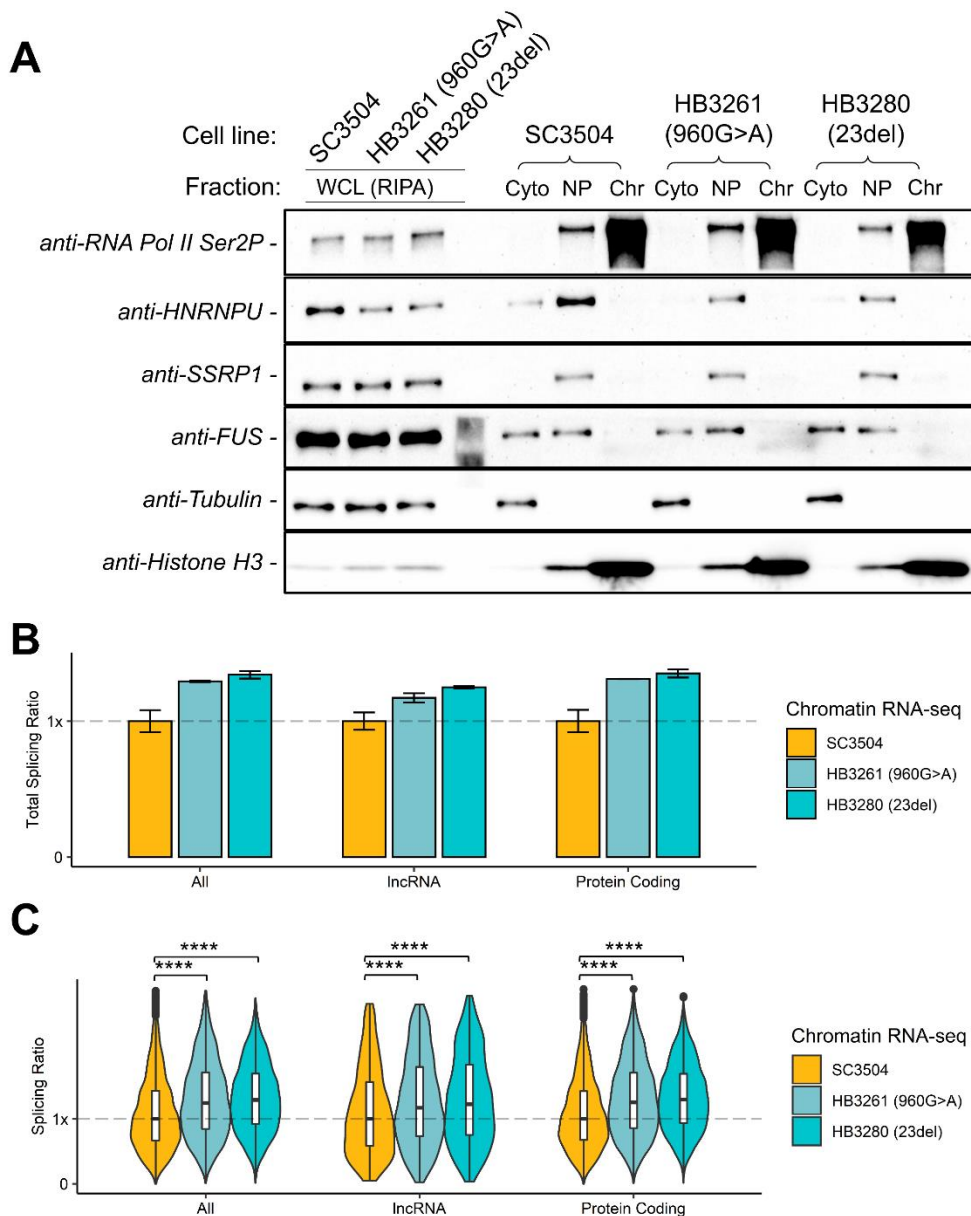 A
Cell line:
SC3504
HB3261 (960G>A)
HB3280 (23del)
SC3504
HB3261
(960G>A)
HB3280
(23del)
Fraction:
WCL (RIPA)
Cyto NP Chr Cyto NP Chr Cyto NP Chr
anti-RNA Pol II Ser2P -
anti-HNRNPU -
anti-SSRP1 -
anti-FUS -
anti-Tubulin -
anti-Histone H3 -
B
Total Splicing Ratio
1x
0
All
lncRNA
Protein Coding
Chromatin RNA-seq
SC3504
HB3261 (960G>A)
HB3280 (23del)
C
Splicing Ratio
1x
0
****
****
****
****
****
****
All
lncRNA
Protein Coding
Chromatin RNA-seq
SC3504
HB3261 (960G>A)
HB3280 (23del)